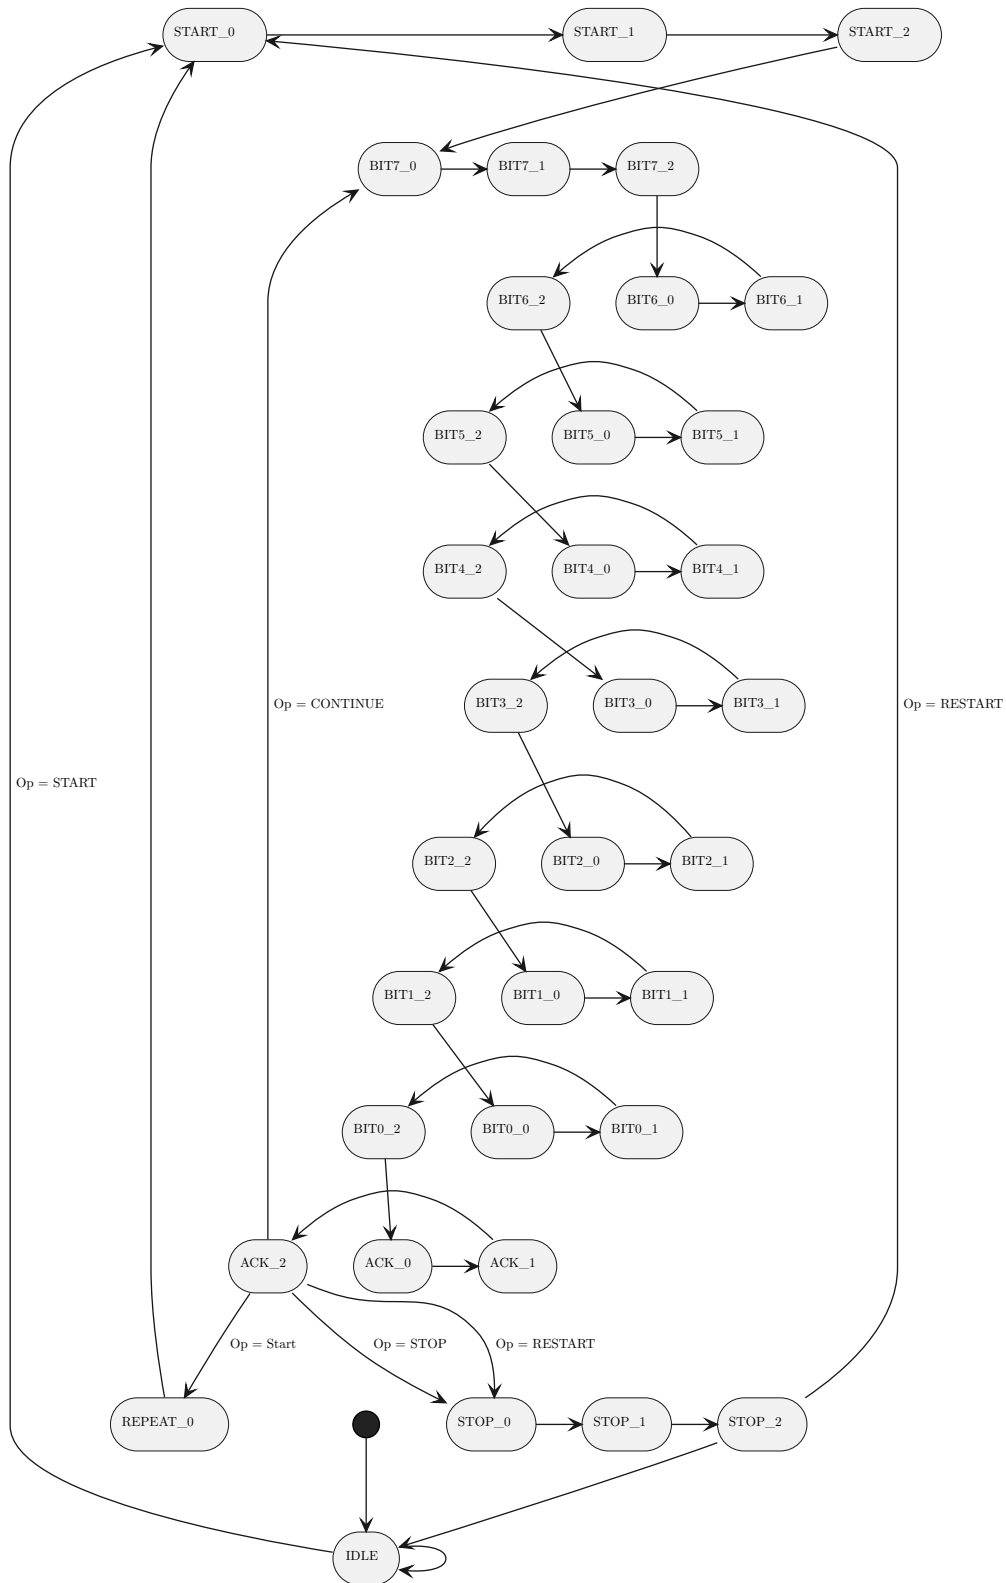 START_0
START_1
START_2
BIT7_0
BIT7_1
BIT7_2
BIT6_2
BIT6_0
BIT6_1
BIT5_2
BIT5_0
BIT5_1
BIT4_2
BIT4_0
BIT4_1
BIT3_2
BIT3_0
BIT3_1
Op = CONTINUE
Op = RESTART
Op = START
BIT2_2
BIT2_0
BIT2_1
BIT1_2
BIT1_0
BIT1_1
BIT0_2
BIT0_0
BIT0_1
ACK_2
ACK_0
ACK_1
Op = Start
Op = STOP
Op = RESTART
REPEAT_0
STOP_0
STOP_1
STOP_2
IDLE